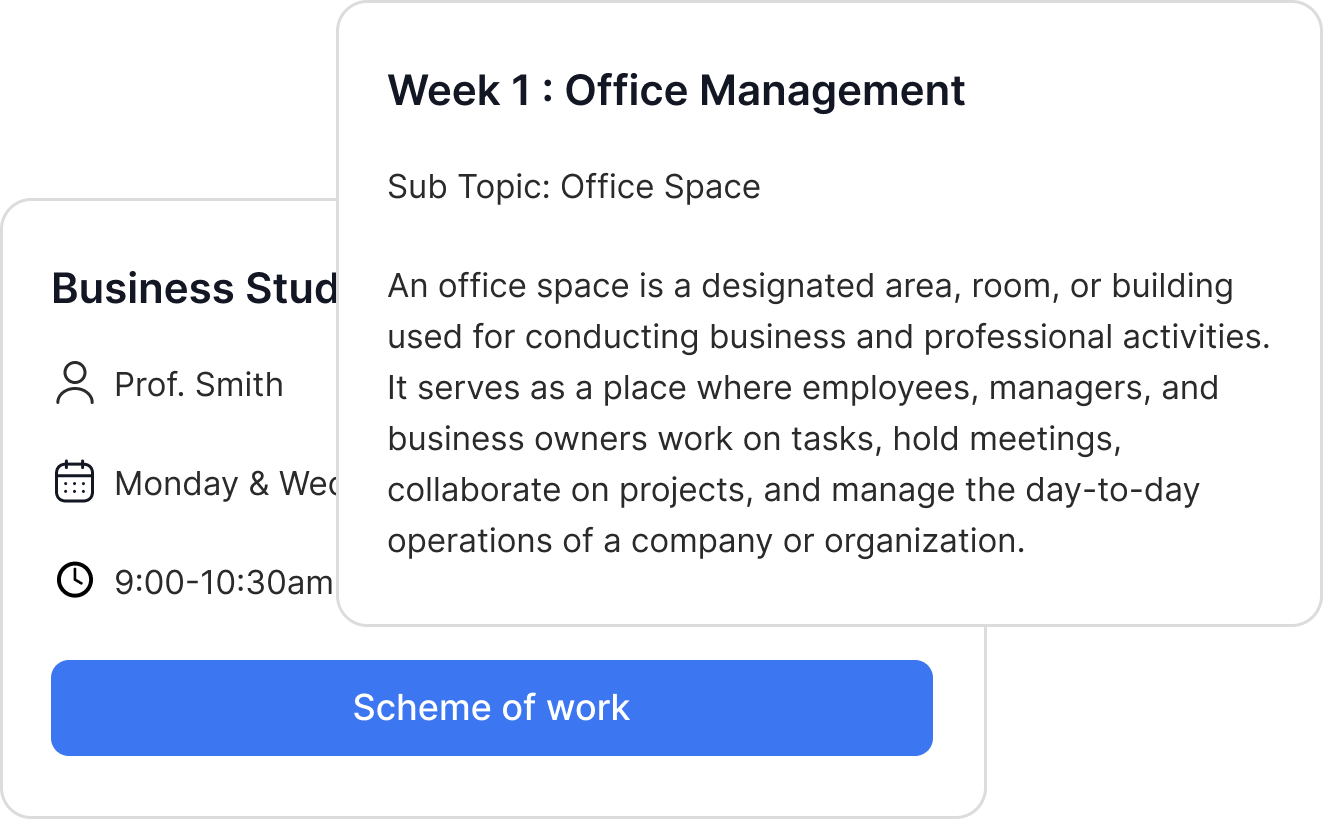 Week 1 : Office Management
Sub Topic: Office Space
An office space is a designated area, room, or building
used for conducting business and professional activities.
It serves as a place where employees, managers, and
business owners work on tasks, hold meetings,
collaborate on projects, and manage the day-to-day
operations of a company or organization.
Business Stud
Prof. Smith
Monday & Wed
9:00-10:30am
Scheme of work